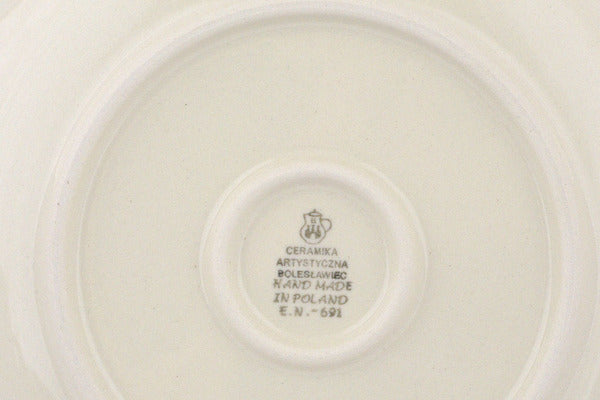 CERAMIKA
ARTYSTYCZNA
BOLESŁAWIEC
HAND MADE
IN POLAND
E.N.-691